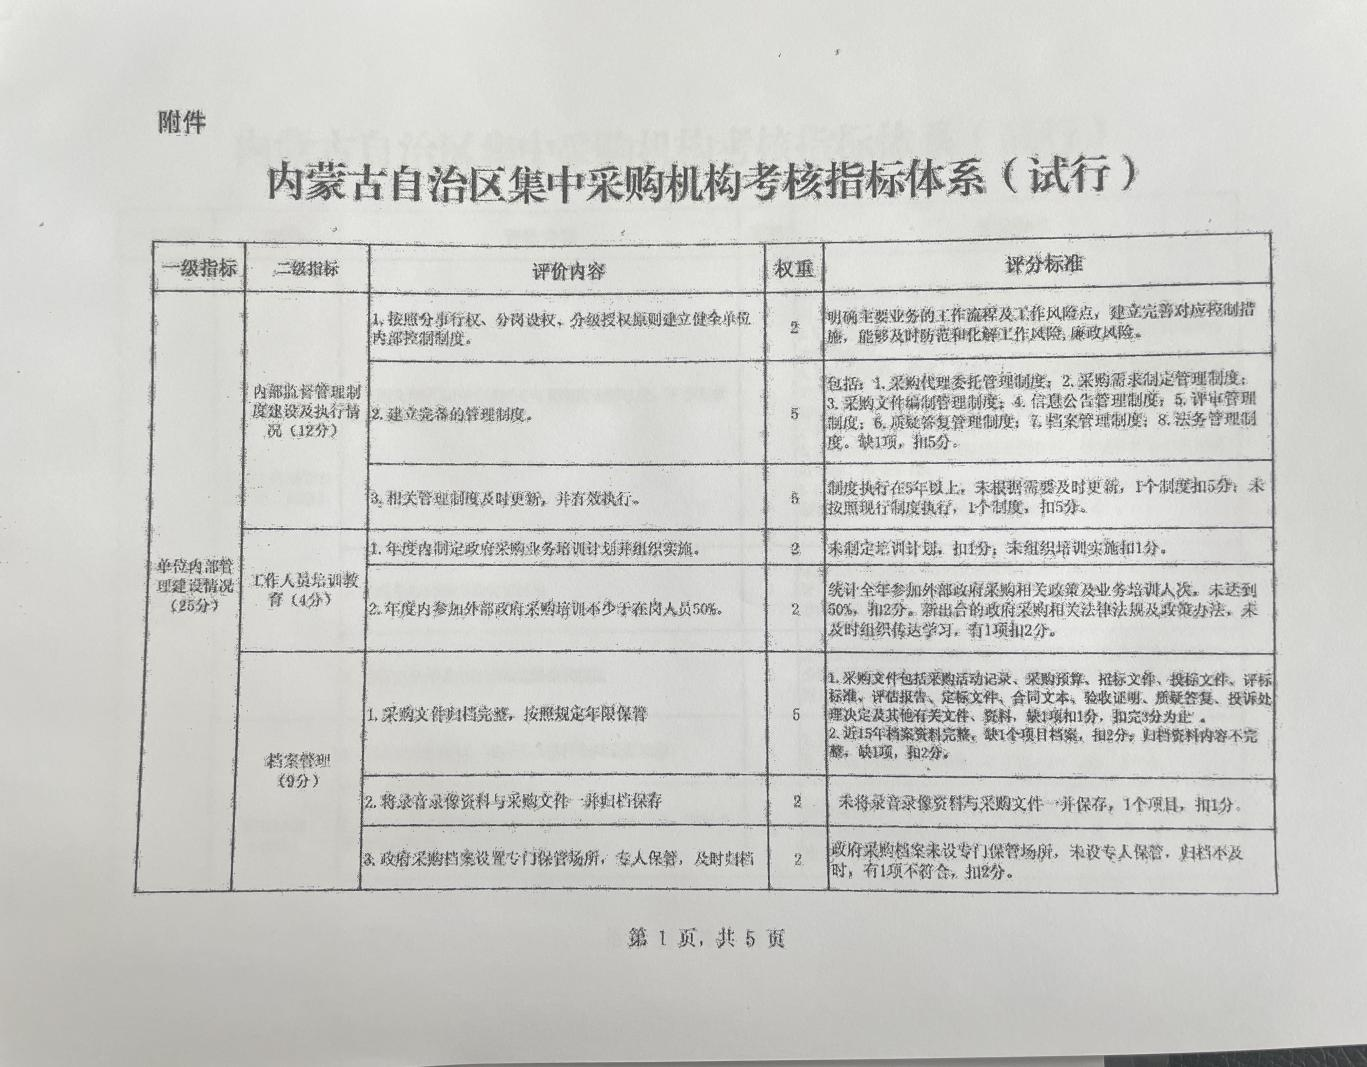 附件
内蒙古自治区集中采购机构考核指标体系（试行）
一级指标
二级指标
评价内容
权重
评分标准
单位内部管
理建设情况
（25分）
内部监督管理制
度建设及执行情
况（12分）
1.按照分事行权、分岗设权、分级授权原则建立健全单位
内部控制制度。
2
明确主要业务的工作流程及工作风险点，建立完善对应控制措
施，能够及时防范和化解工作风险,廉政风险。
2.建立完备的管理制度。
5
包括：1.采购代理委托管理制度；2.采购需求制定管理制度；
3.采购文件编制管理制度；4.信息公告管理制度；5.评审管理
制度；6.质疑答复管理制度；7.档案管理制度；8.法务管理制
度。缺1项，扣5分。
3.相关管理制度及时更新，并有效执行。
5
制度执行在5年以上，未根据需要及时更新，1个制度扣5分；未
按照现行制度执行，1个制度，扣5分。
工作人员培训教
育（4分）
1.年度内制定政府采购业务培训计划并组织实施。
2
未制定培训计划，扣1分；未组织培训实施扣1分。
2.年度内参加外部政府采购培训不少于在岗人员50%。
2
统计全年参加外部政府采购相关政策及业务培训人次，未达到
50%，扣2分。新出台的政府采购相关法律法规及政策办法，未
及时组织传达学习，有1项扣2分。
档案管理
（9分）
1.采购文件归档完整，按照规定年限保管
5
1.采购文件包括采购活动记录、采购预算、招标文件、投标文件、评标
标准、评估报告、定标文件、合同文本、验收证明、质疑答复、投诉处
理决定及其他有关文件、资料，缺1项扣1分，扣完3分为止。
2.近15年档案资料完整，缺1个项目档案，扣2分；归档资料内容不完
整，缺1项，扣2分。
2.将录音录像资料与采购文件一并归档保存
2
未将录音录像资料与采购文件一并保存，1个项目，扣1分。
3.政府采购档案设置专门保管场所，专人保管，及时归档
2
政府采购档案未设专门保管场所，未设专人保管，归档不及
时，有1项不符合，扣2分。
第 1 页，共 5 页